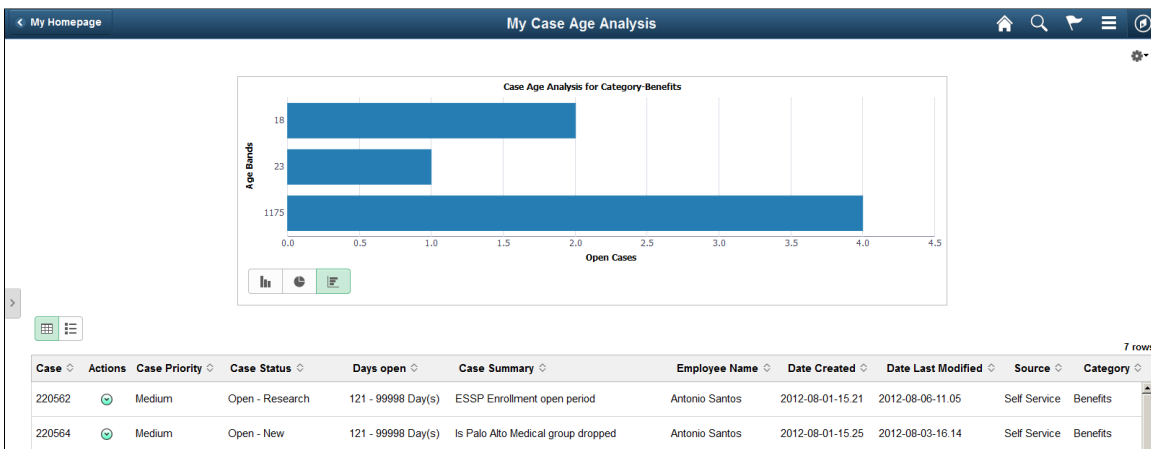 My Homepage
My Case Age Analysis
Case Age Analysis for Category-Benefits
Age Bands
18
23
1175
0.0 0.5 1.0 1.5 2.0 2.5 3.0 3.5 4.0 4.5
Open Cases
7 rows
Case Actions Case Priority Case Status Days open Case Summary Employee Name Date Created Date Last Modified Source Category
220562 Medium Open - Research 121 - 99998 Day(s) ESSP Enrollment open period Antonio Santos 2012-08-01-15.21 2012-08-06-11.05 Self Service Benefits
220564 Medium Open - New 121 - 99998 Day(s) Is Palo Alto Medical group dropped Antonio Santos 2012-08-01-15.25 2012-08-03-16.14 Self Service Benefits